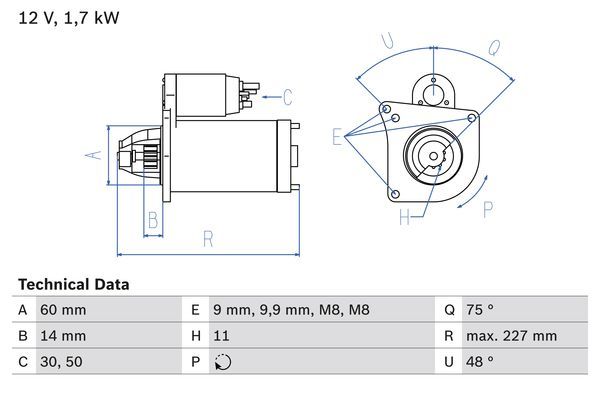 12 V, 1,7 kW
U
Q
C
A
E
B
R
H
P
Technical Data
A 60 mm E 9 mm, 9,9 mm, M8, M8 Q 75 °
B 14 mm H 11 R max. 227 mm
C 30, 50 P U 48 °